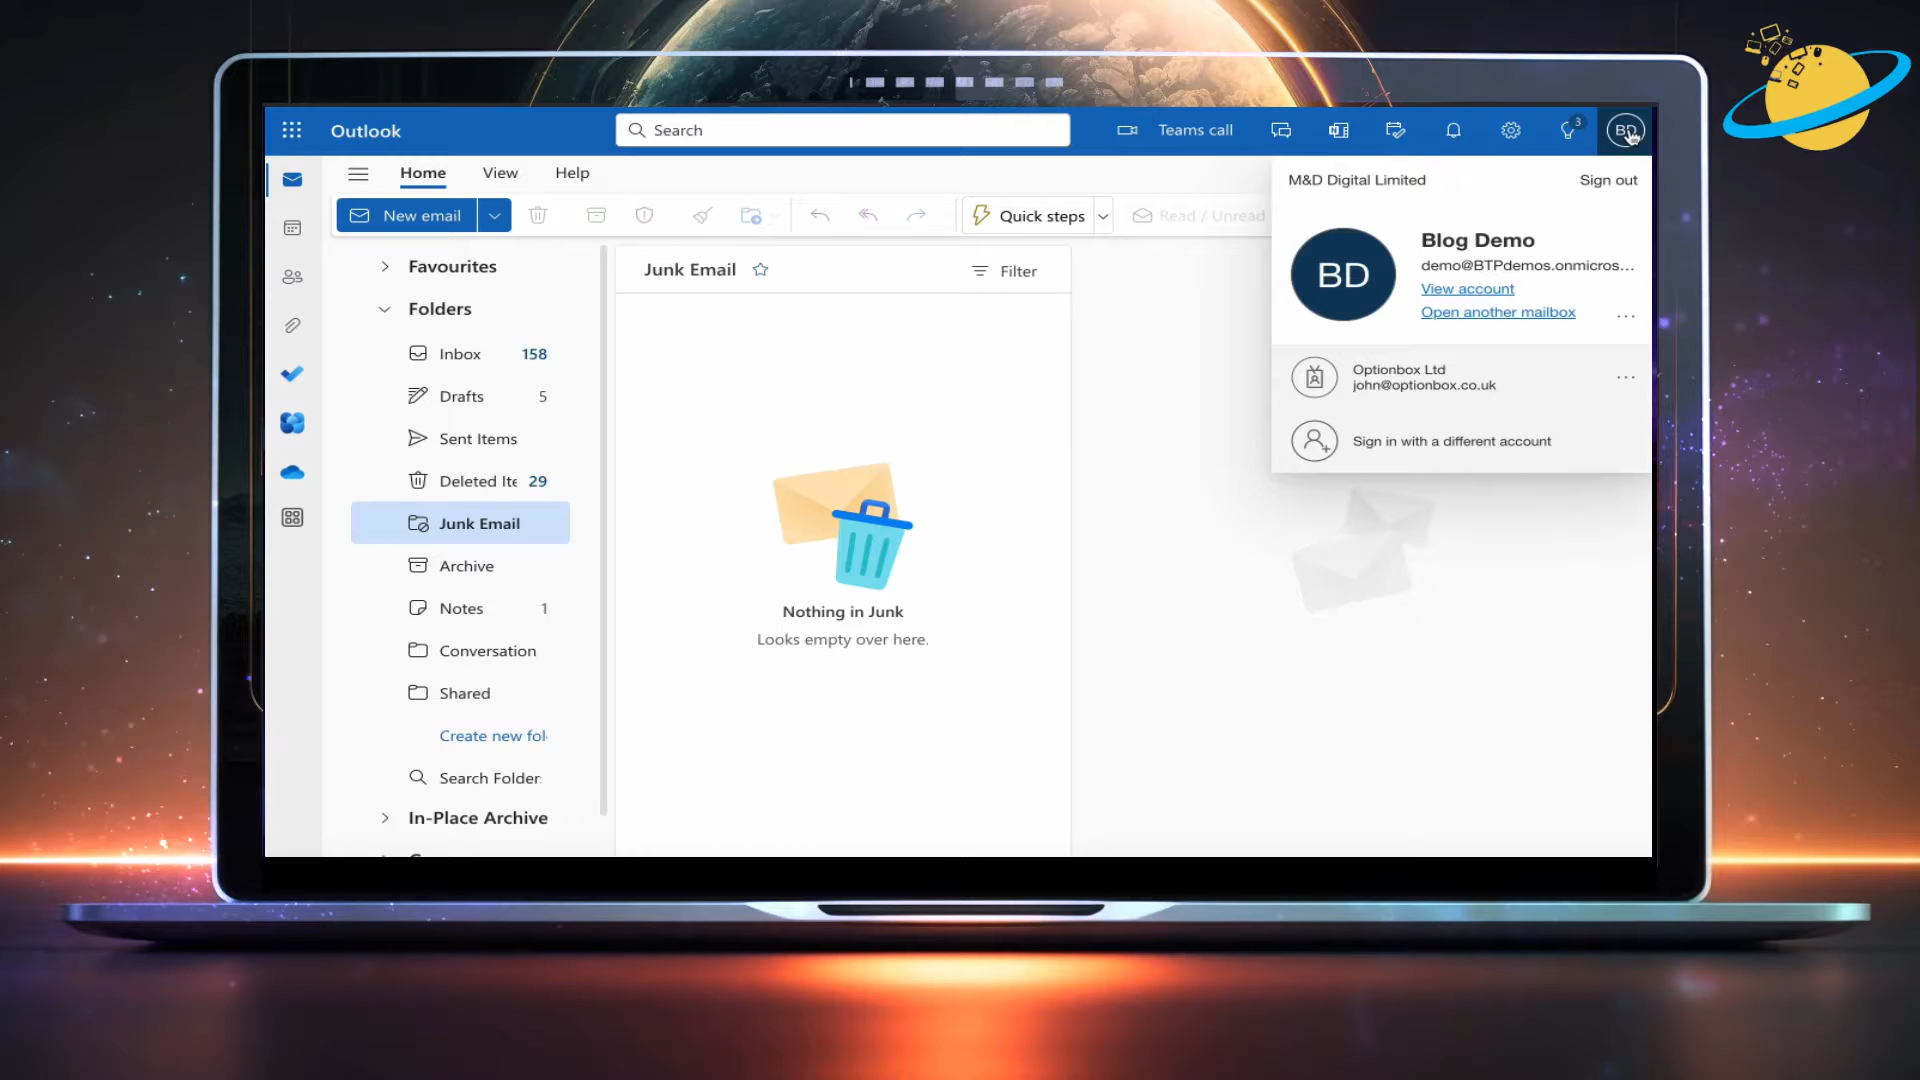 Outlook
Search
Teams call
3
BD
Home
View
Help
New email
Quick steps
Read / Unread
M&D Digital Limited
Sign out
BD
Blog Demo
demo@BTPdemos.onmicros...
View account
Open another mailbox
Optionbox Ltd
john@optionbox.co.uk
Sign in with a different account
Favourites
Folders
Inbox 158
Drafts 5
Sent Items
Deleted Ite 29
Junk Email
Archive
Notes 1
Conversation
Shared
Create new fol
Search Folder
In-Place Archive
Junk Email
Filter
Nothing in Junk
Looks empty over here.